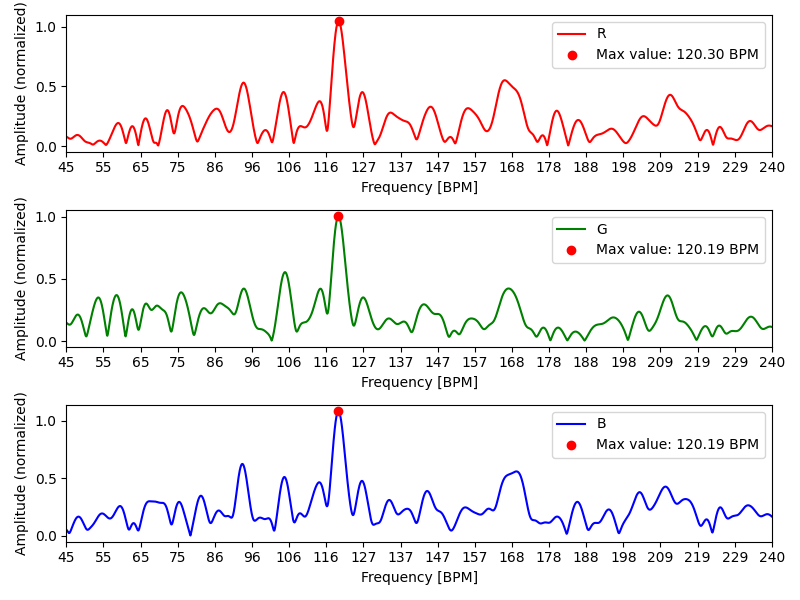 Amplitude (normalized)
1.0
0.5
0.0
R
Max value: 120.30 BPM
45 55 65 75 85 96 106 116 127 137 147 157 168 178 188 198 209 219 229 240
Frequency [BPM]
Amplitude (normalized)
1.0
0.5
0.0
G
Max value: 120.19 BPM
45 55 65 75 86 96 106 116 127 137 147 157 168 178 188 198 209 219 229 240
Frequency [BPM]
Amplitude (normalized)
1.0
0.5
0.0
B
Max value: 120.19 BPM
45 55 65 75 86 96 106 116 127 137 147 157 168 178 188 198 209 219 229 240
Frequency [BPM]